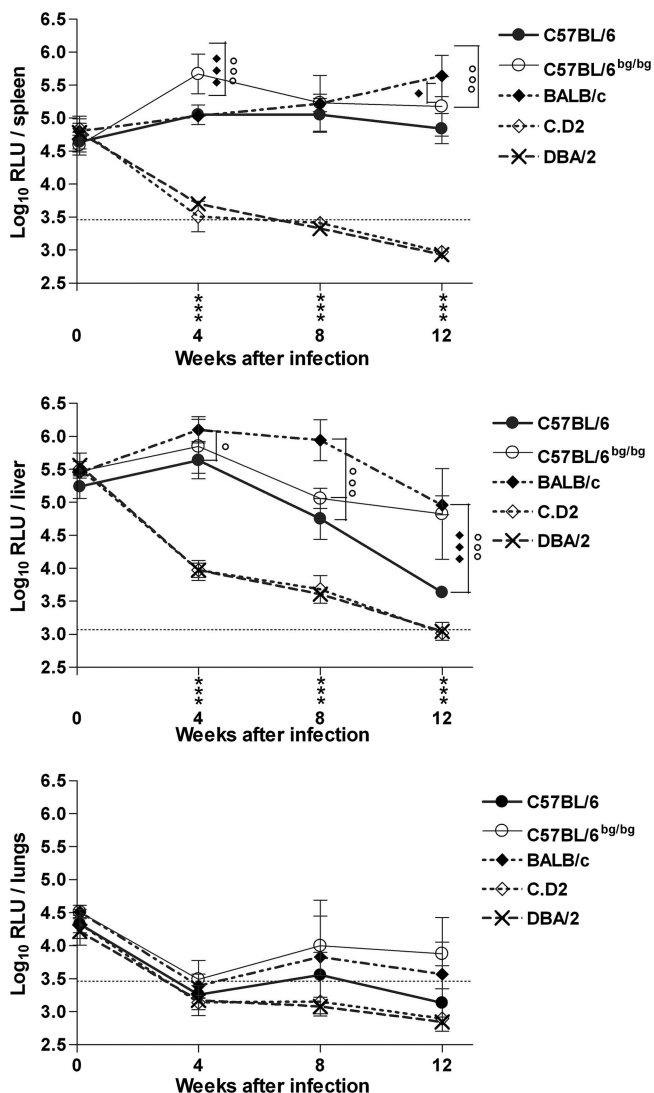 6.5
6.0
5.5
5.0
4.5
4.0
3.5
3.0
2.5
Log10 RLU / spleen
C57BL/6
C57BL/6bg/bg
BALB/c
C.D2
DBA/2
*** *** ***
0 4 8 12
Weeks after infection
6.5
6.0
5.5
5.0
4.5
4.0
3.5
3.0
2.5
Log10 RLU / liver
C57BL/6
C57BL/6bg/bg
BALB/c
C.D2
DBA/2
*** *** ***
0 4 8 12
Weeks after infection
6.5
6.0
5.5
5.0
4.5
4.0
3.5
3.0
2.5
Log10 RLU / lungs
C57BL/6
C57BL/6bg/bg
BALB/c
C.D2
DBA/2
0 4 8 12
Weeks after infection